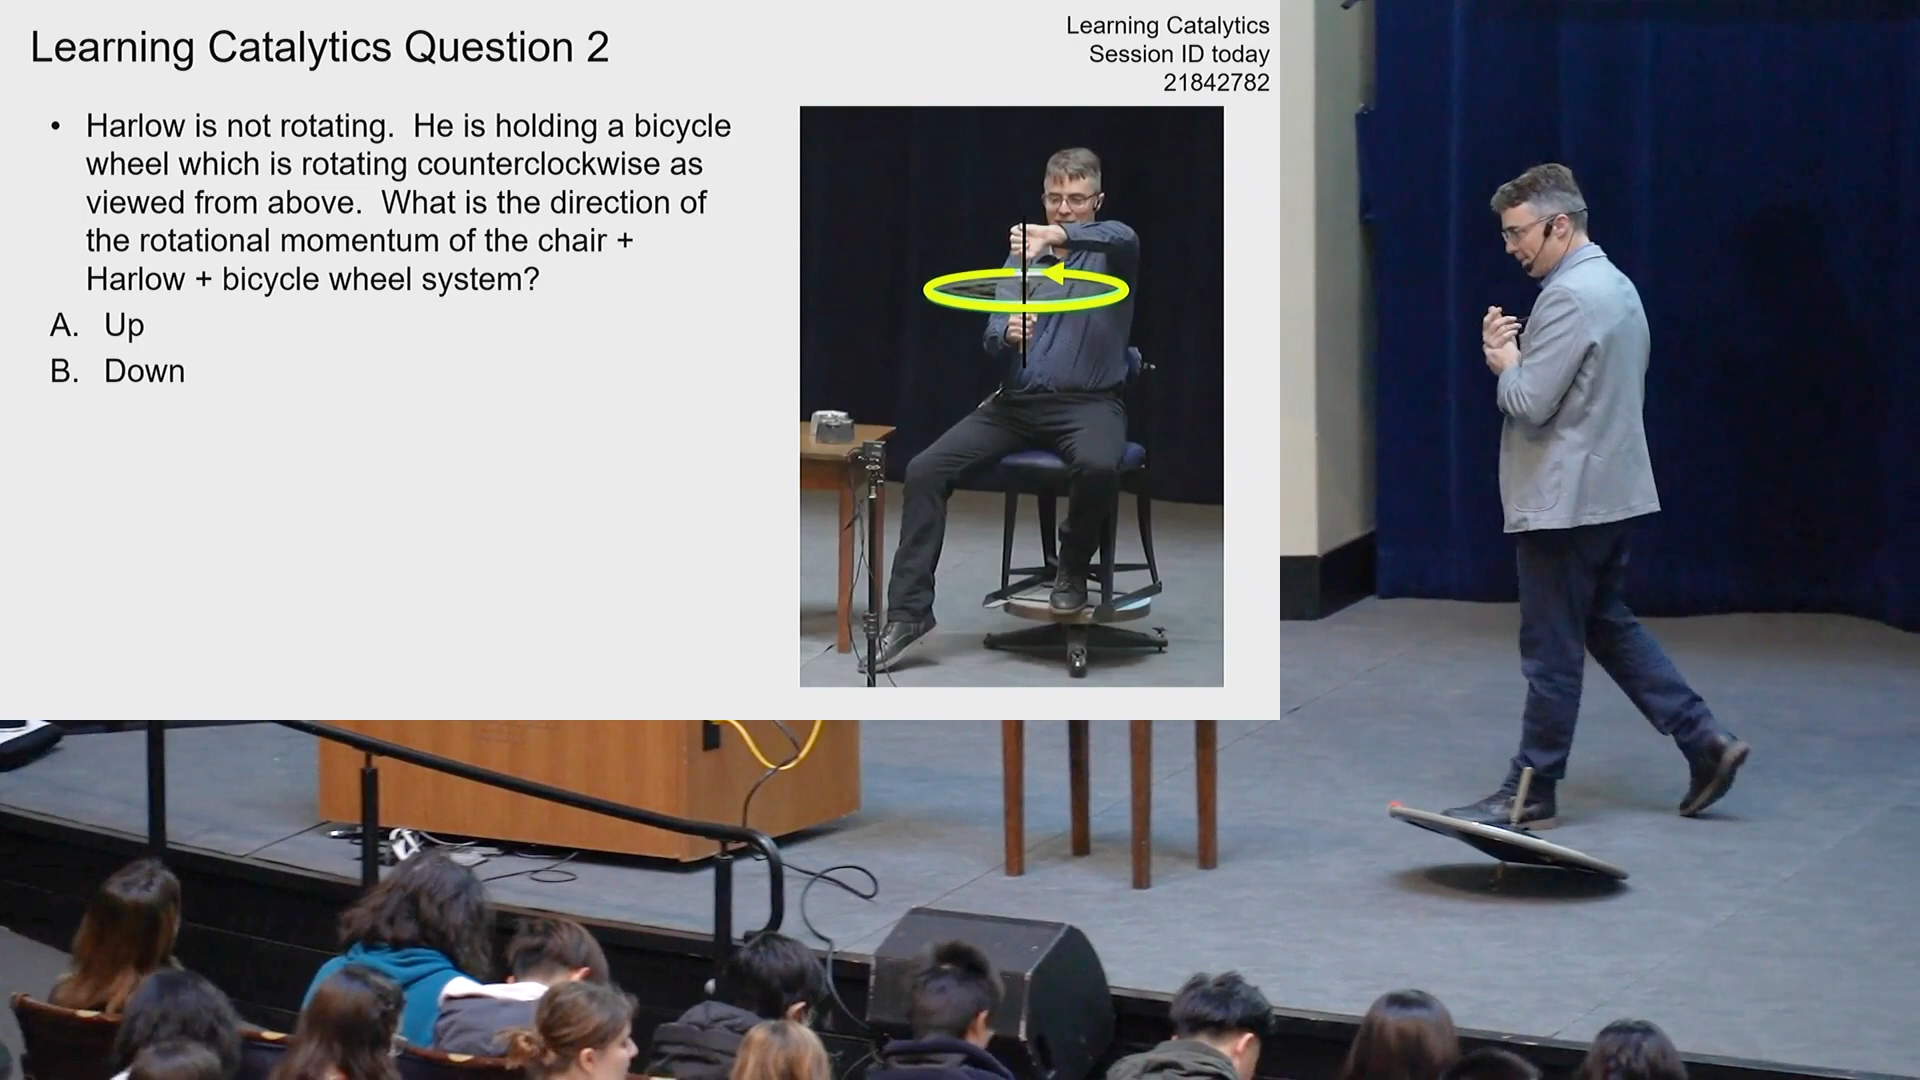 Learning Catalytics Question 2
Learning Catalytics
Session ID today
21842782
• Harlow is not rotating. He is holding a bicycle
wheel which is rotating counterclockwise as
viewed from above. What is the direction of
the rotational momentum of the chair +
Harlow + bicycle wheel system?
A. Up
B. Down